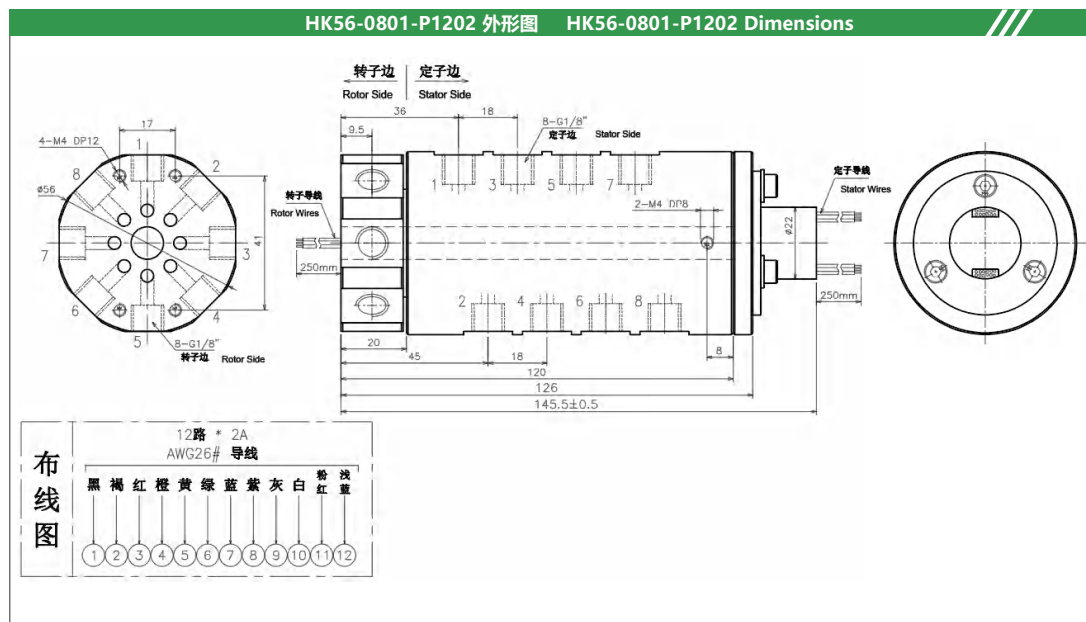 HK56-0801-P1202 外形图 HK56-0801-P1202 Dimensions
转子边 定子边
Rotor Side Stator Side
36 18
9.5
8-G1/8"
定子边 Stator Side
17
4-M4 DP12
1
2
3
4
5
6
7
8
ø56
41
8-G1/8"
转子边 Rotor Side
1 3 5 7
转子导线
Rotor Wires
250mm
2-M4 DP8
定子导线
Stator Wires
ø22
250mm
2 4 6 8
20
8
45 18
120
126
145.5±0.5
布线图
12路 * 2A
AWG26# 导线
黑 褐 红 橙 黄 绿 蓝 紫 灰 白 粉红 浅蓝
1 2 3 4 5 6 7 8 9 10 11 12